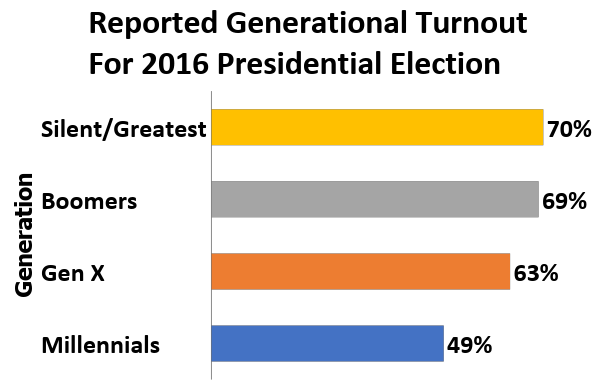 Reported Generational Turnout
For 2016 Presidential Election
Generation
Silent/Greatest 70%
Boomers 69%
Gen X 63%
Millennials 49%